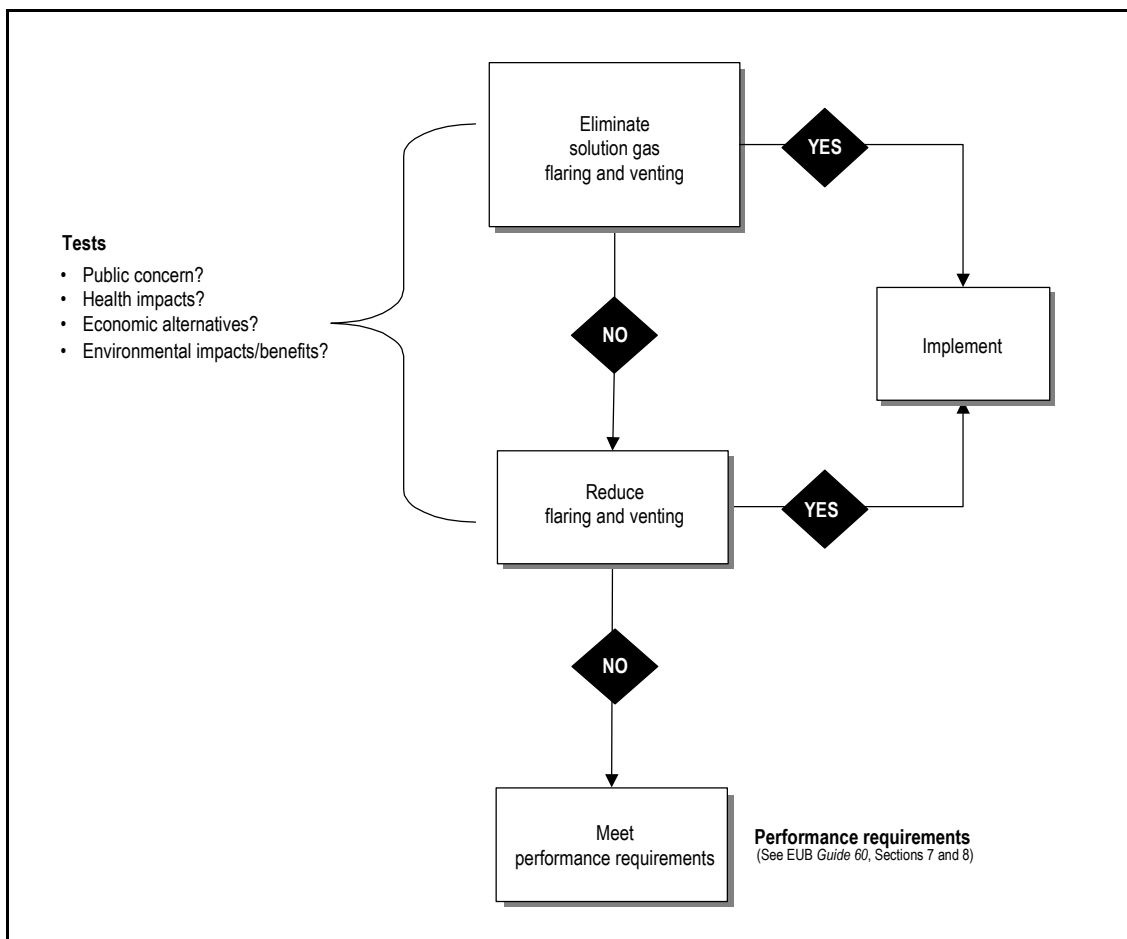 Eliminate
solution gas
flaring and venting
YES
Tests
• Public concern?
• Health impacts?
• Economic alternatives?
• Environmental impacts/benefits?
NO
Implement
Reduce
flaring and venting
YES
NO
Meet
performance requirements
Performance requirements
(See EUB Guide 60, Sections 7 and 8)